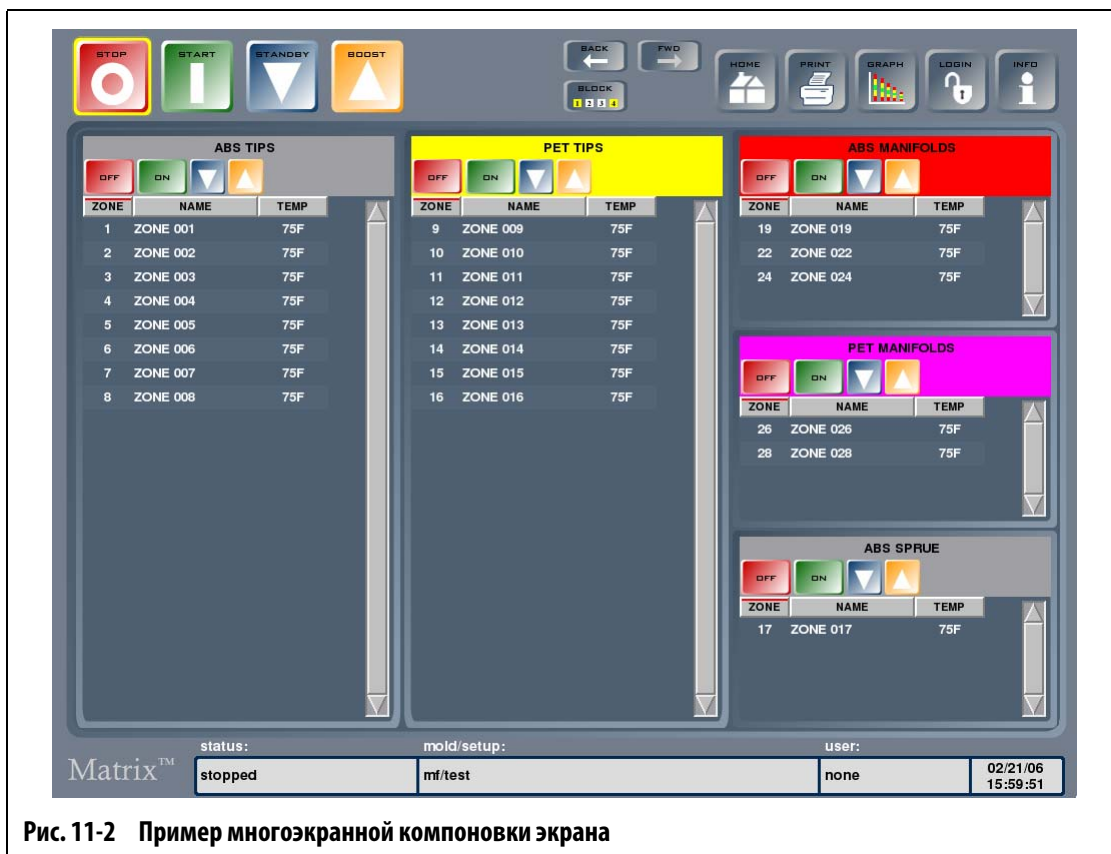 STOP START STANDBY BOOST BACK FWD HOME PRINT GRAPH LOGIN INFO
BLOCK
1 2 3 4
ABS TIPS
OFF ON
ZONE NAME TEMP
1 ZONE 001 75F
2 ZONE 002 75F
3 ZONE 003 75F
4 ZONE 004 75F
5 ZONE 005 75F
6 ZONE 006 75F
7 ZONE 007 75F
8 ZONE 008 75F
PET TIPS
OFF ON
ZONE NAME TEMP
9 ZONE 009 75F
10 ZONE 010 75F
11 ZONE 011 75F
12 ZONE 012 75F
13 ZONE 013 75F
14 ZONE 014 75F
15 ZONE 015 75F
16 ZONE 016 75F
ABS MANIFOLDS
OFF ON
ZONE NAME TEMP
19 ZONE 019 75F
22 ZONE 022 75F
24 ZONE 024 75F
PET MANIFOLDS
OFF ON
ZONE NAME TEMP
26 ZONE 026 75F
28 ZONE 028 75F
ABS SPRUE
OFF ON
ZONE NAME TEMP
17 ZONE 017 75F
Matrix™
status:
stopped
mold/setup:
mf/test
user:
none
02/21/06
15:59:51
Рис. 11-2 Пример многоэкранной компоновки экрана